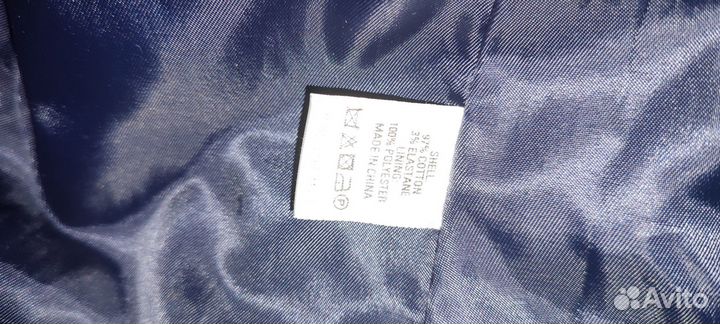 SHELL
97% COTTON
3% ELASTANE
LINING
100% POLYESTER
MADE IN CHINA
P
Avito